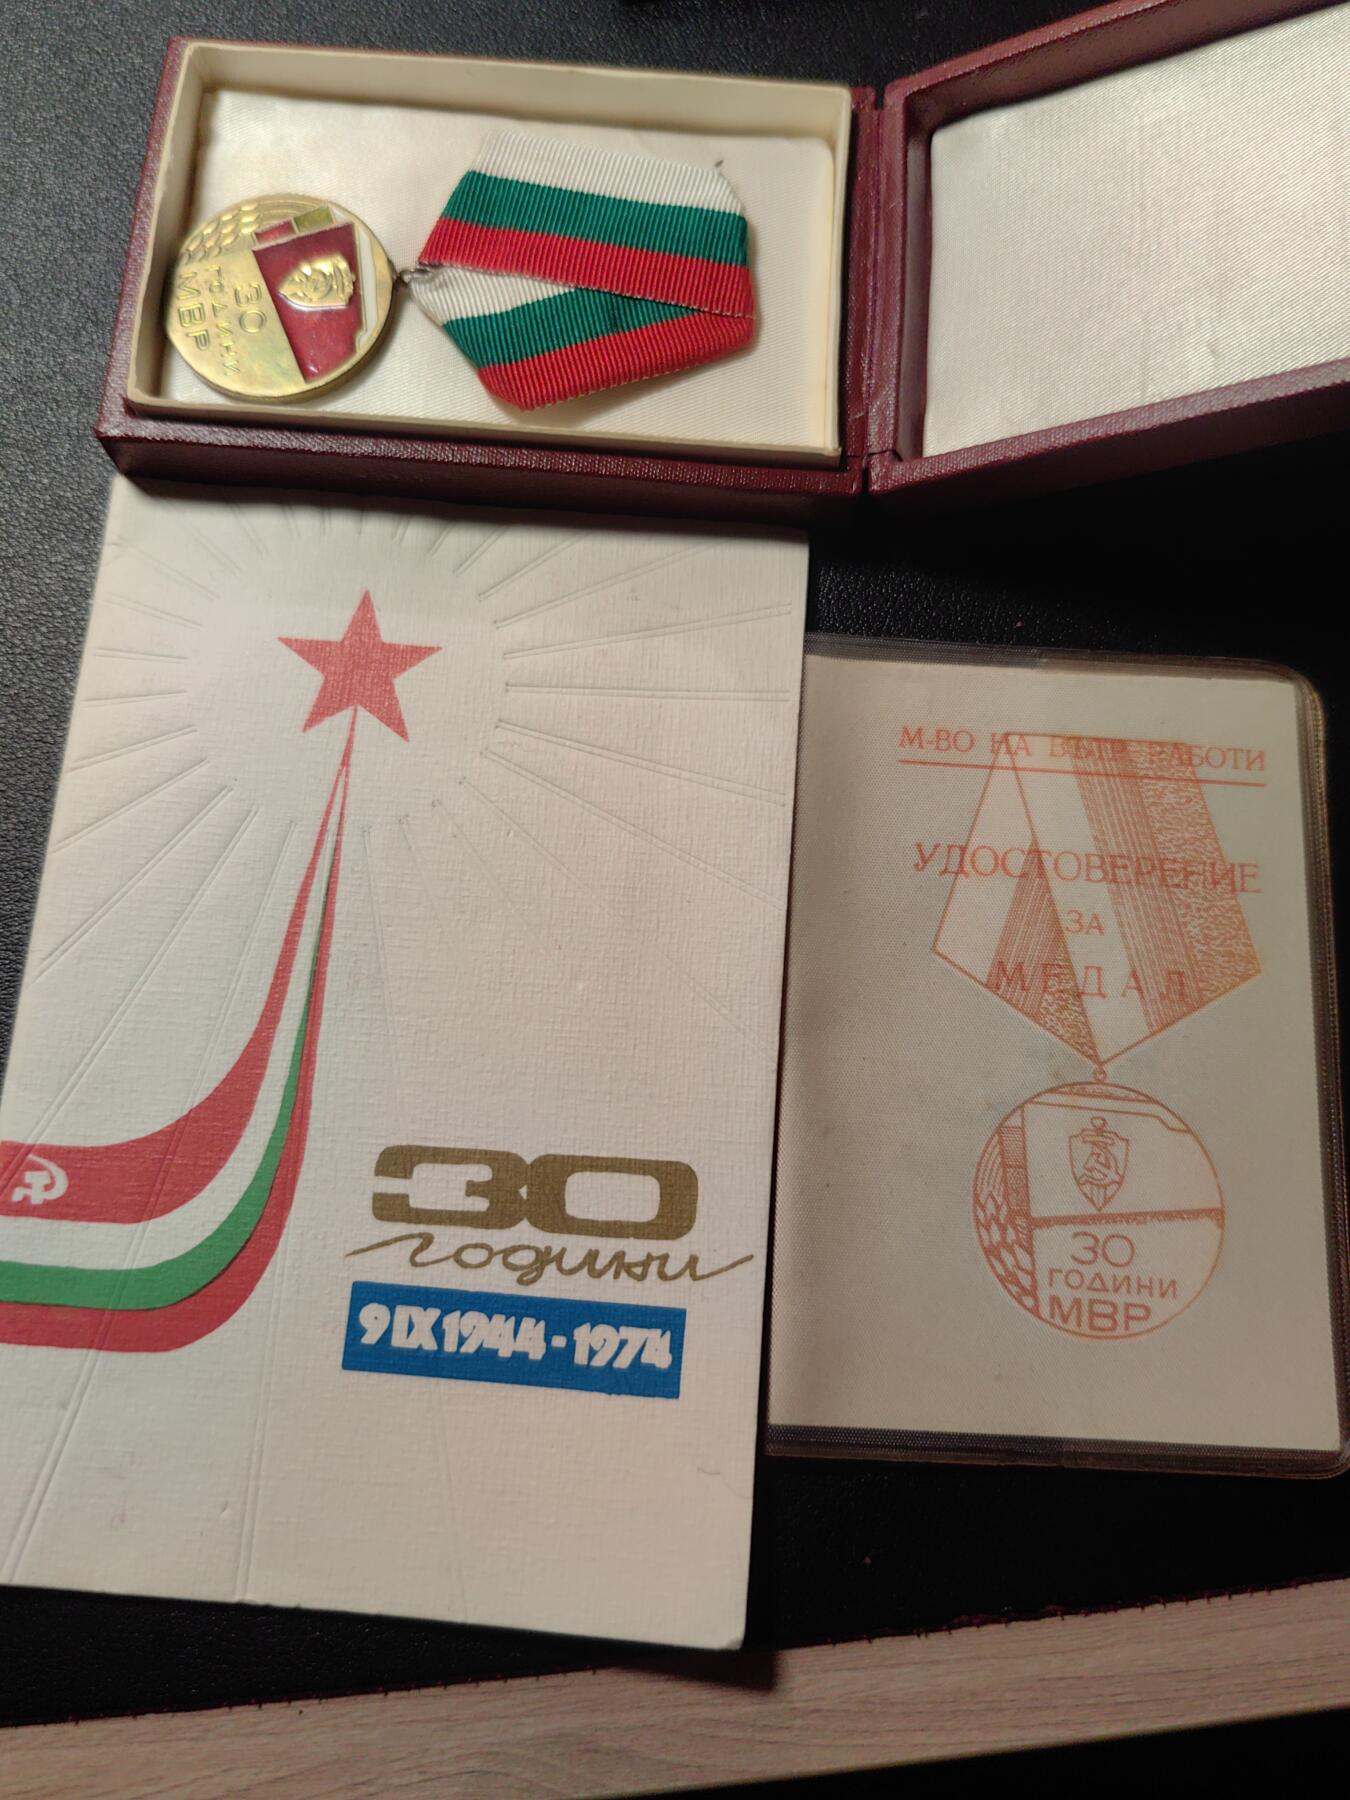 30
ГОДИНИ
МВР
30
години
9 IX 1944 - 1974
М-ВО НА ВЪТР. РАБОТИ
УДОСТОВЕРЕНИЕ
ЗА
МЕДАЛ
30
ГОДИНИ
МВР